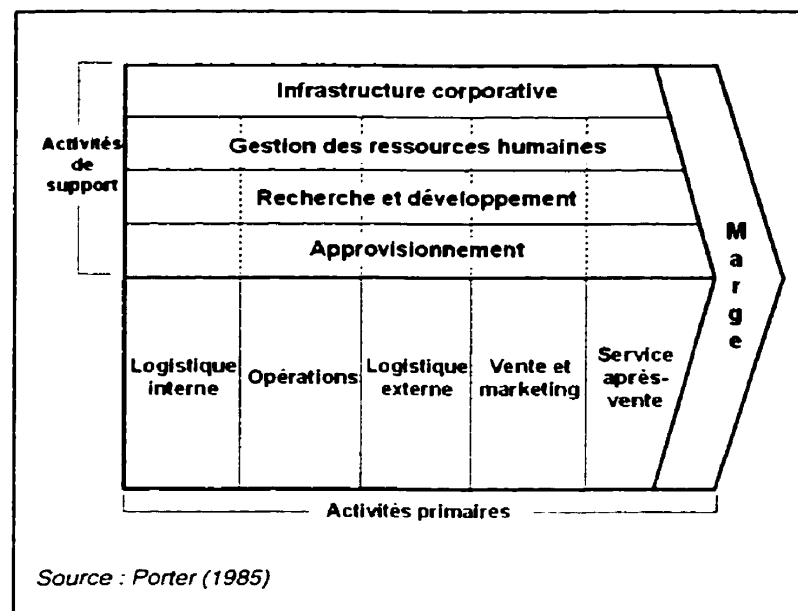 Infrastructure corporative
Activités
de
support
Gestion des ressources humaines
Recherche et développement
Approvisionnement
Marge
Logistique
interne
Opérations
Logistique
externe
Vente et
marketing
Service
après-
vente
Activités primaires
Source : Porter (1985)